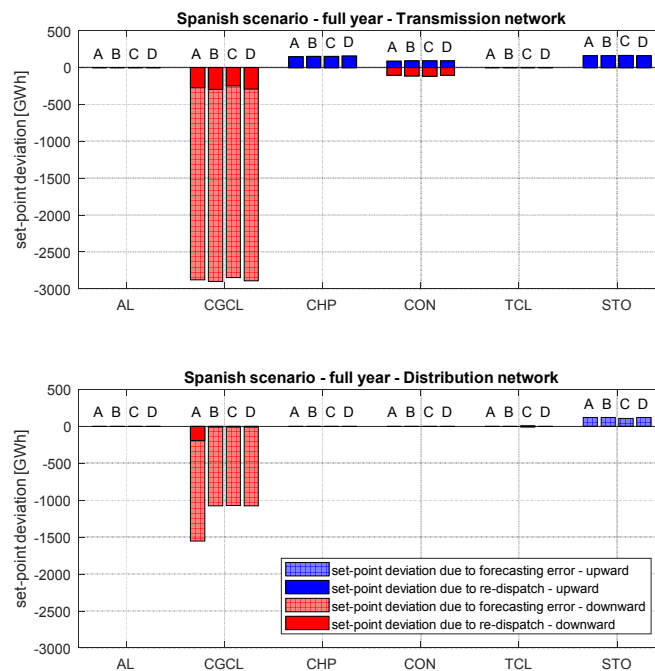 Spanish scenario - full year - Transmission network
500
0
-500
-1000
-1500
-2000
-2500
-3000
set-point deviation [GWh]
A B C D A B C D A B C D A B C D A B C D A B C D
AL CGCL CHP CON TCL STO
Spanish scenario - full year - Distribution network
500
0
-500
-1000
-1500
-2000
-2500
-3000
set-point deviation [GWh]
A B C D A B C D A B C D A B C D A B C D A B C D
set-point deviation due to forecasting error - upward
set-point deviation due to re-dispatch - upward
set-point deviation due to forecasting error - downward
set-point deviation due to re-dispatch - downward
AL CGCL CHP CON TCL STO